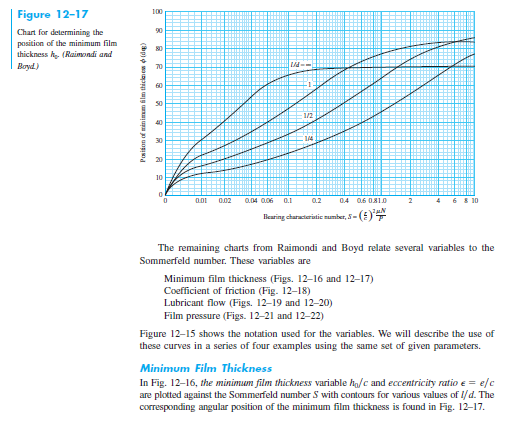 Figure 12–17
Chart for determining the
position of the minimum film
thickness h₀. (Raimondi and
Boyd.)
Position of minimum film thickness ϕ (deg)
100
90
80
70
60
50
40
30
20
10
0
l/d = ∞
1
1/2
1/4
0 0.01 0.02 0.04 0.06 0.1 0.2 0.4 0.6 0.8 1.0 2 4 6 8 10
Bearing characteristic number, S = (r/c)² μN/P
The remaining charts from Raimondi and Boyd relate several variables to the
Sommerfeld number. These variables are
Minimum film thickness (Figs. 12–16 and 12–17)
Coefficient of friction (Fig. 12–18)
Lubricant flow (Figs. 12–19 and 12–20)
Film pressure (Figs. 12–21 and 12–22)
Figure 12–15 shows the notation used for the variables. We will describe the use of
these curves in a series of four examples using the same set of given parameters.
Minimum Film Thickness
In Fig. 12–16, the minimum film thickness variable h₀/c and eccentricity ratio ϵ = e/c
are plotted against the Sommerfeld number S with contours for various values of l/d. The
corresponding angular position of the minimum film thickness is found in Fig. 12–17.